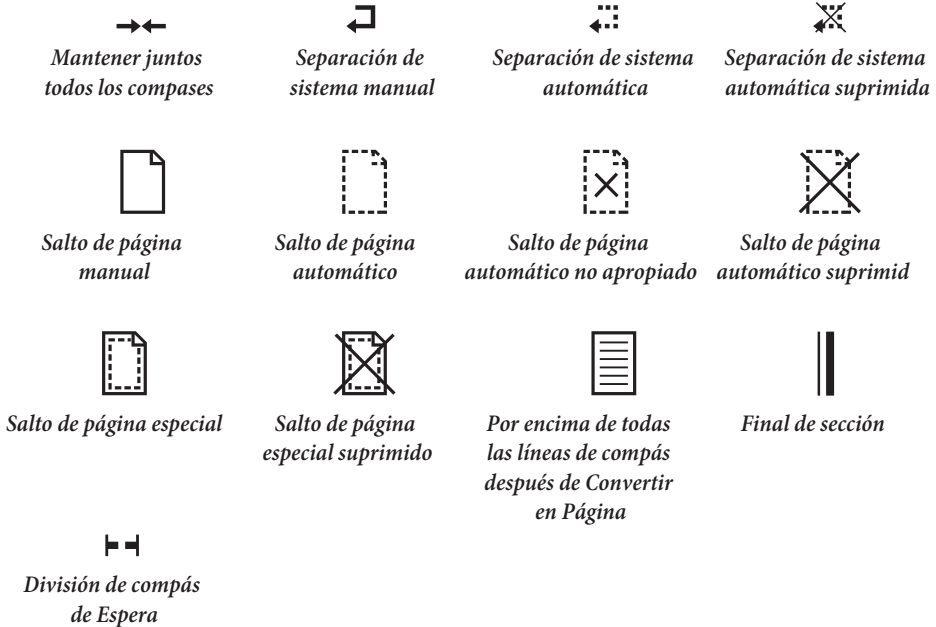 Mantener juntos
todos los compases
Separación de
sistema manual
Separación de sistema
automática
Separación de sistema
automática suprimida
Salto de página
manual
Salto de página
automático
Salto de página
automático no apropiado
Salto de página
automático suprimid
Salto de página especial
Salto de página
especial suprimido
Por encima de todas
las líneas de compás
después de Convertir
en Página
Final de sección
División de compás
de Espera